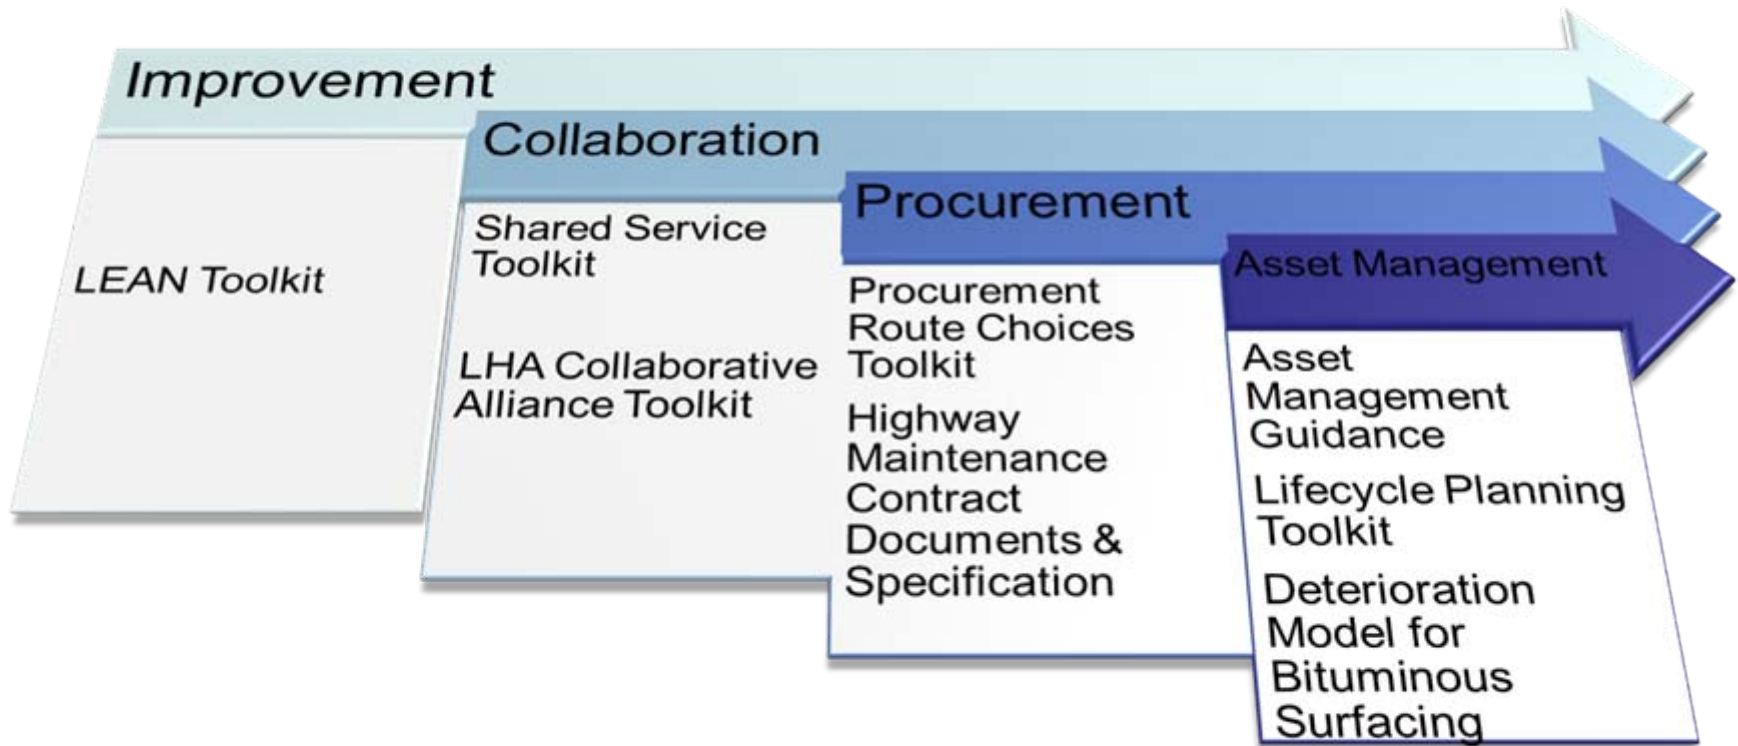 Improvement
LEAN Toolkit
Collaboration
Shared Service
Toolkit
LHA Collaborative
Alliance Toolkit
Procurement
Procurement
Route Choices
Toolkit
Highway
Maintenance
Contract
Documents &
Specification
Asset Management
Asset
Management
Guidance
Lifecycle Planning
Toolkit
Deterioration
Model for
Bituminous
Surfacing